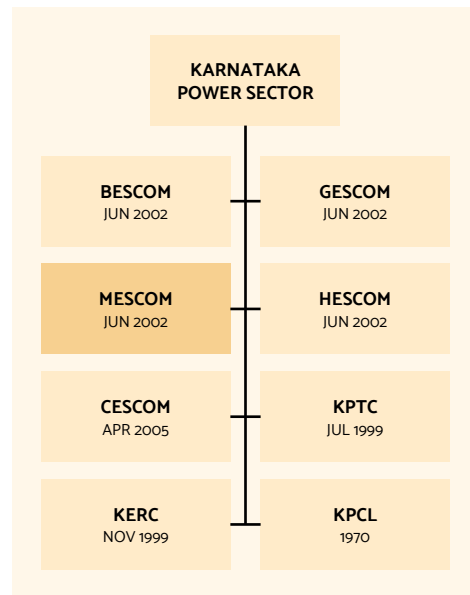 KARNATAKA
POWER SECTOR
BESCOM
JUN 2002
GESCOM
JUN 2002
MESCOM
JUN 2002
HESCOM
JUN 2002
CESCOM
APR 2005
KPTC
JUL 1999
KERC
NOV 1999
KPCL
1970